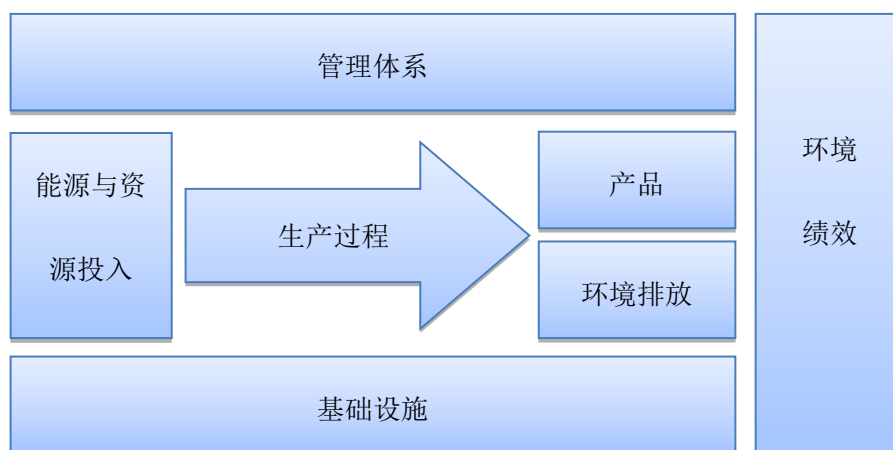 管理体系
能源与资
源投入
生产过程
产品
环境排放
基础设施
环境
绩效